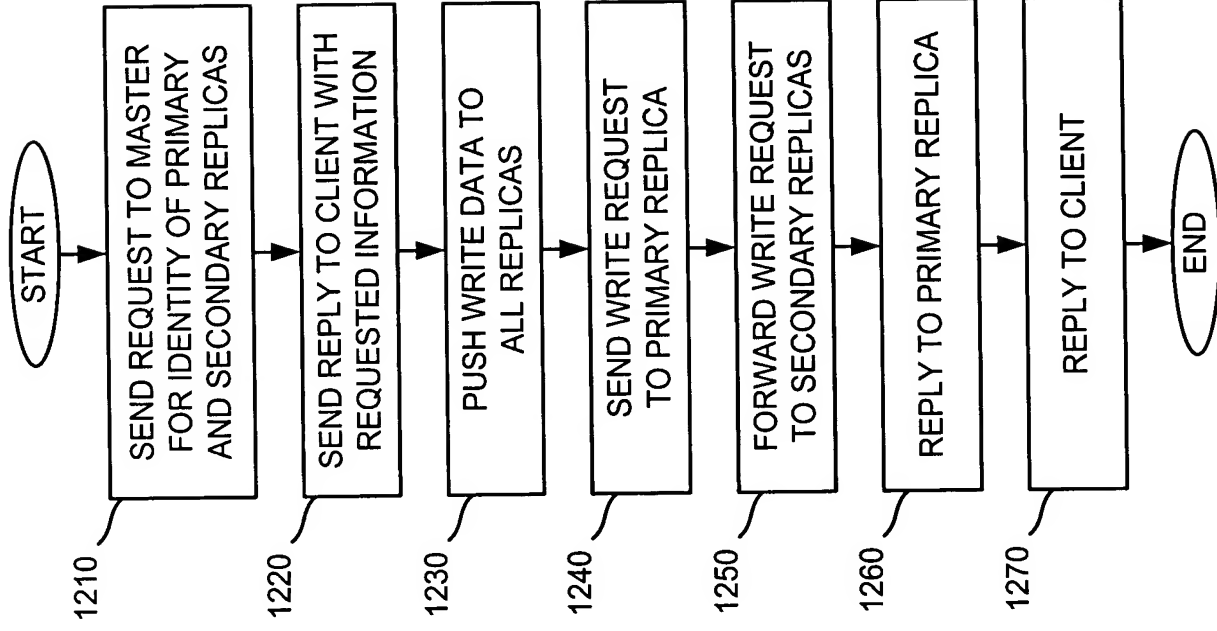 START
1210
SEND REQUEST TO MASTER
FOR IDENTITY OF PRIMARY
AND SECONDARY REPLICAS
1220
SEND REPLY TO CLIENT WITH
REQUESTED INFORMATION
1230
PUSH WRITE DATA TO
ALL REPLICAS
1240
SEND WRITE REQUEST
TO PRIMARY REPLICA
1250
FORWARD WRITE REQUEST
TO SECONDARY REPLICAS
1260
REPLY TO PRIMARY REPLICA
1270
REPLY TO CLIENT
END